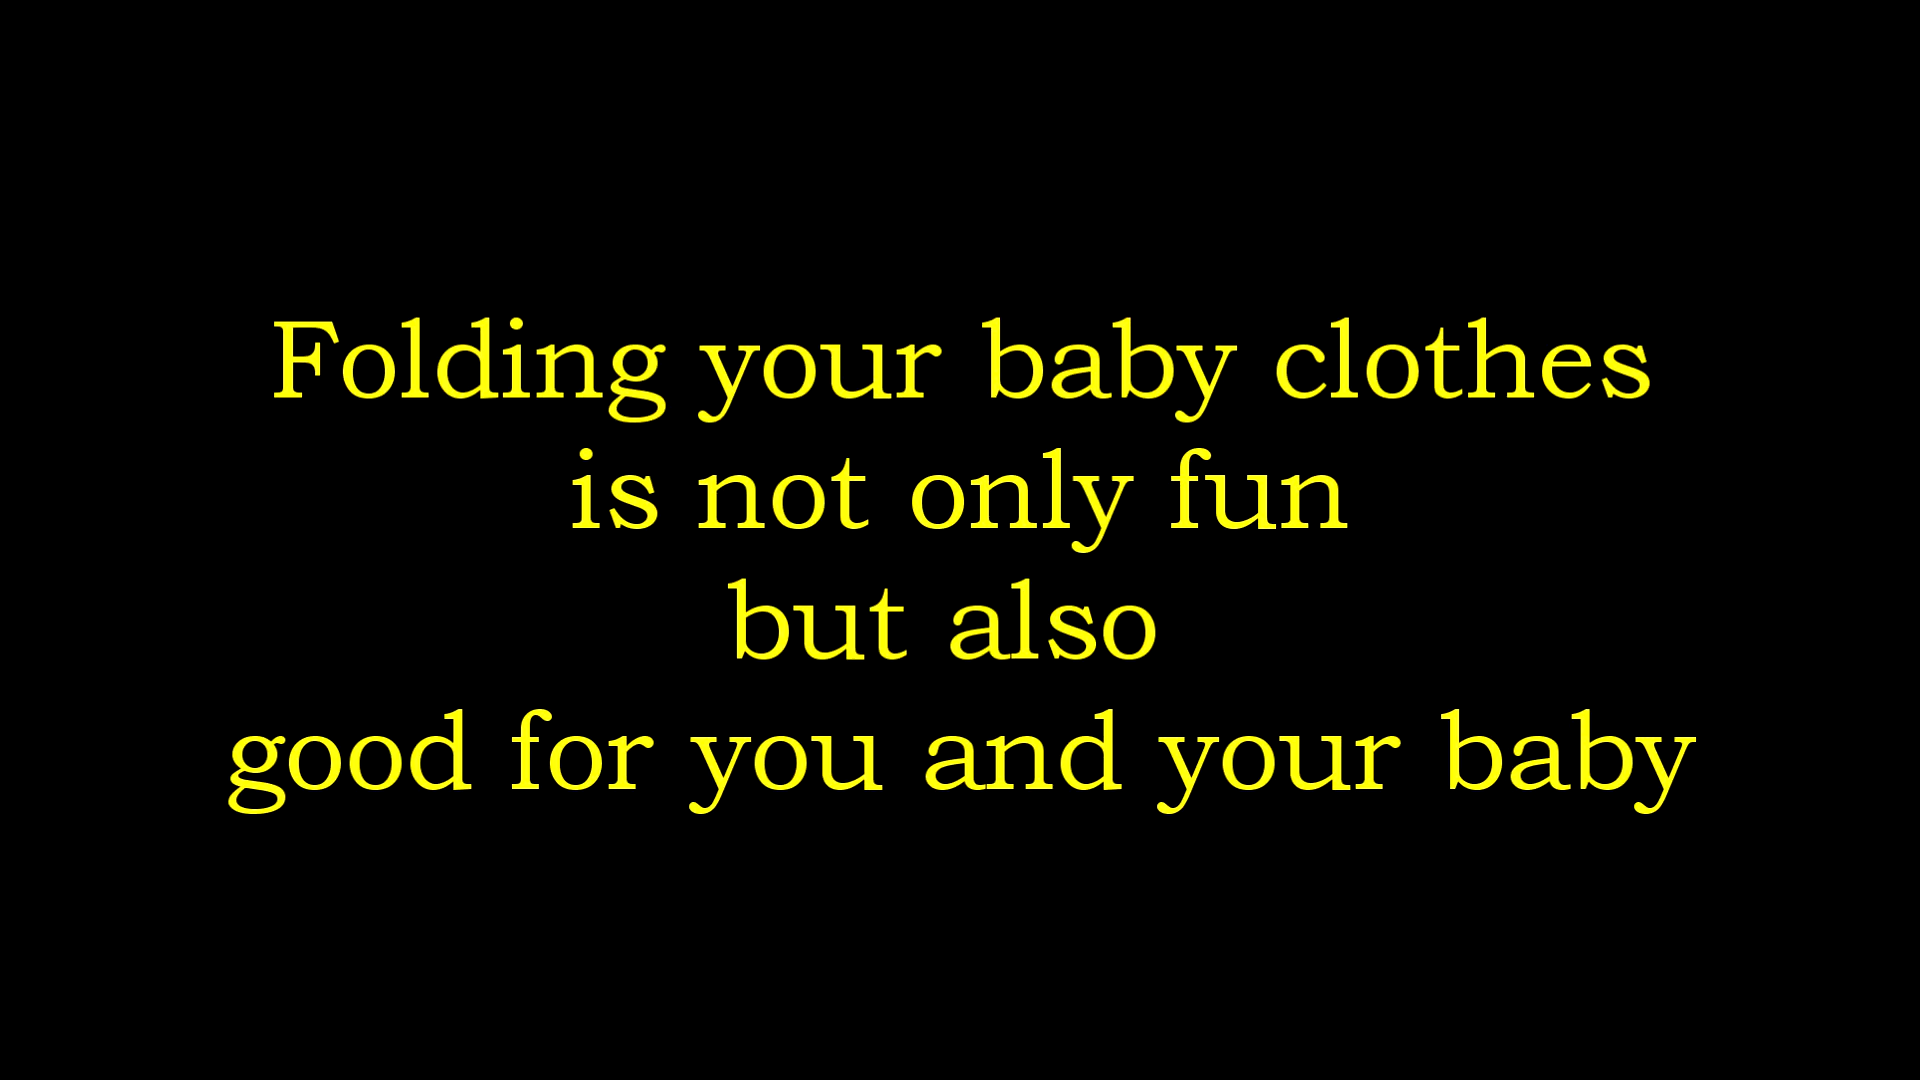 Folding your baby clothes
is not only fun
but also
good for you and your baby